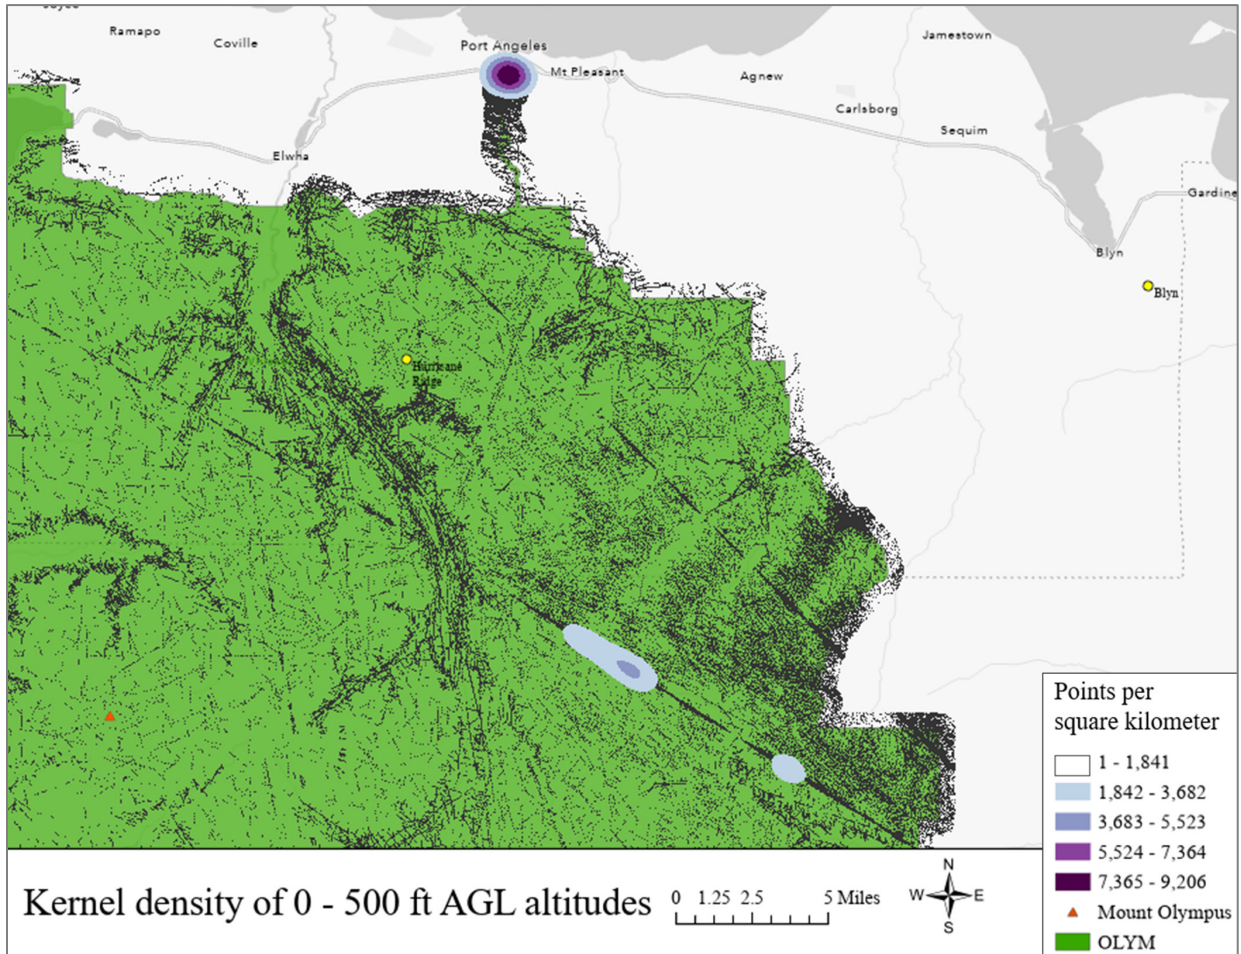 Ramapo
Coville
Port Angeles
Mt Pleasant
Agnew
Jamestown
Carlsborg
Sequim
Elwha
Gardine
Blyn
Blyn
Hurricane
Ridge
Points per
square kilometer
1 - 1,841
1,842 - 3,682
3,683 - 5,523
5,524 - 7,364
7,365 - 9,206
Mount Olympus
OLYM
Kernel density of 0 - 500 ft AGL altitudes
0 1.25 2.5 5 Miles
N
W E
S